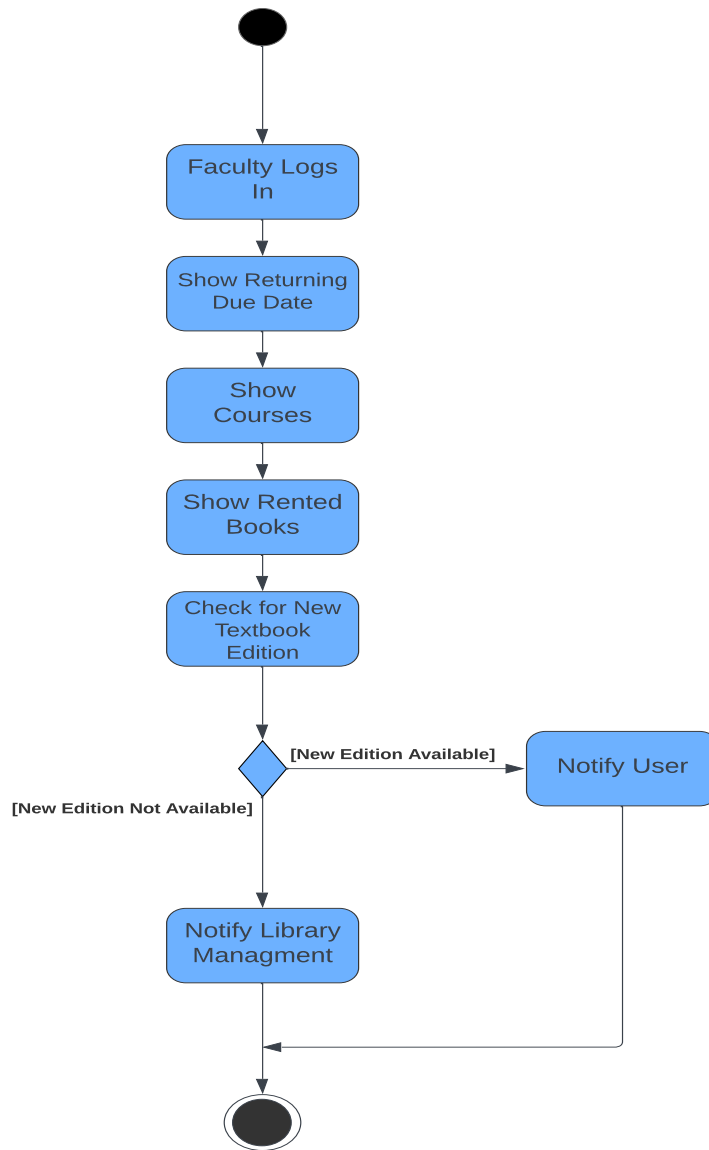 Faculty Logs
In
Show Returning
Due Date
Show
Courses
Show Rented
Books
Check for New
Textbook
Edition
[New Edition Available]
Notify User
[New Edition Not Available]
Notify Library
Managment